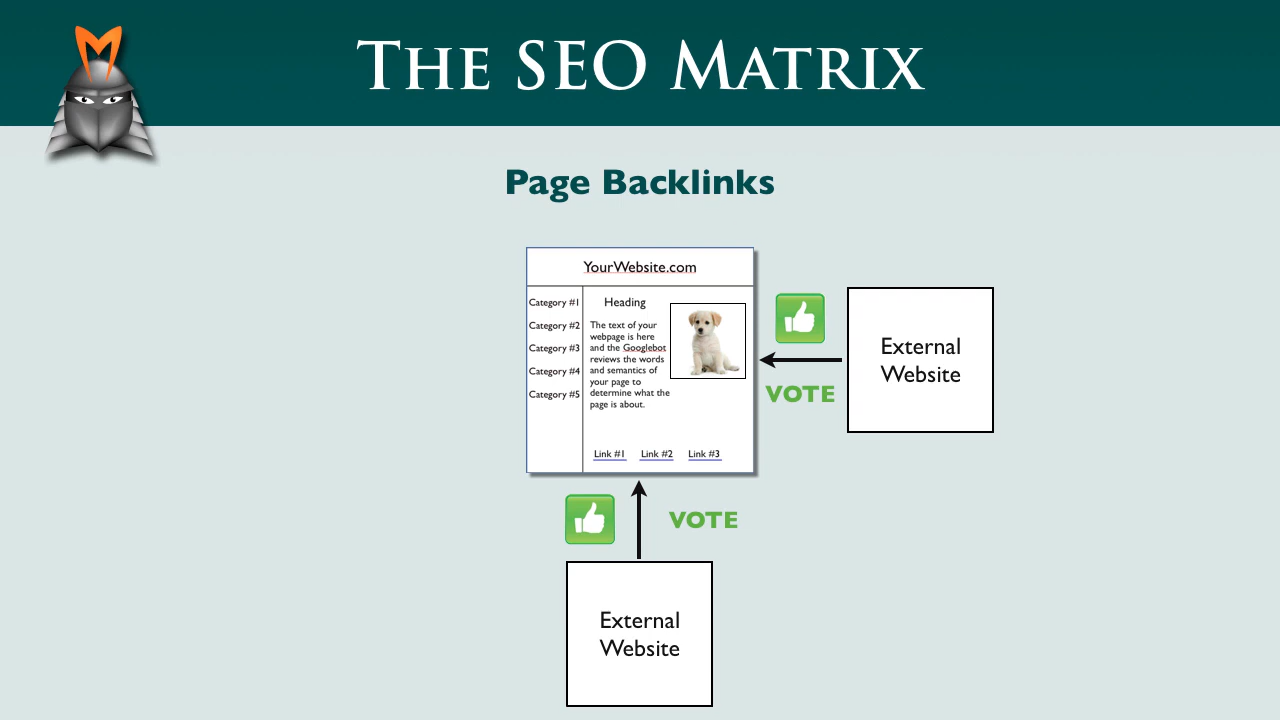 THE SEO MATRIX
Page Backlinks
YourWebsite.com
Category #1
Category #2
Category #3
Category #4
Category #5
Heading
The text of your
webpage is here
and the Googlebot
reviews the words
and semantics of
your page to
determine what the
page is about.
Link #1 Link #2 Link #3
VOTE
External
Website
VOTE
External
Website